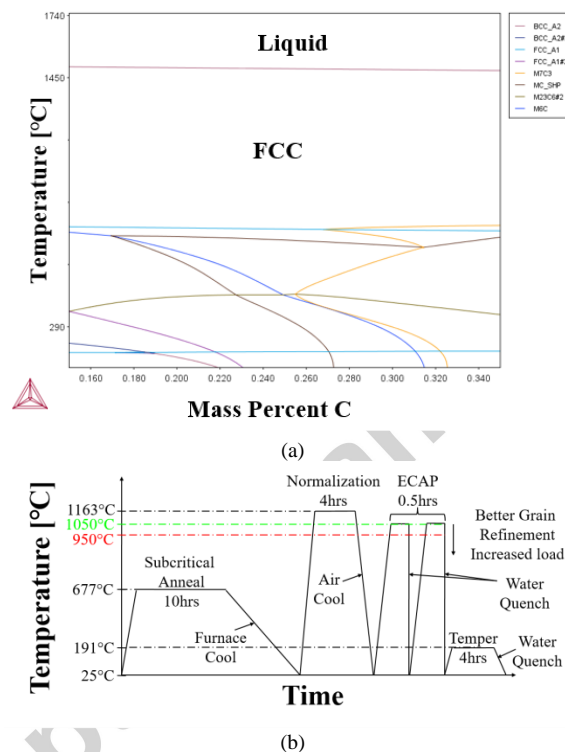 1740
Liquid
1450
FCC
Temperature [°C]
290
0.160 0.180 0.200 0.220 0.240 0.260 0.280 0.300 0.320 0.340
Mass Percent C
BCC_A2
FCC_A1
M7C3
MC_SHP
M23C6#2
M6C
(a)
Normalization
4hrs
ECAP
0.5hrs
1163°C
1050°C
950°C
Better Grain
Refinement
Increased load
Subcritical
Anneal
10hrs
677°C
Air
Cool
Water
Quench
Furnace
Cool
Temper
4hrs
Water
Quench
191°C
25°C
Temperature [°C]
Time
(b)